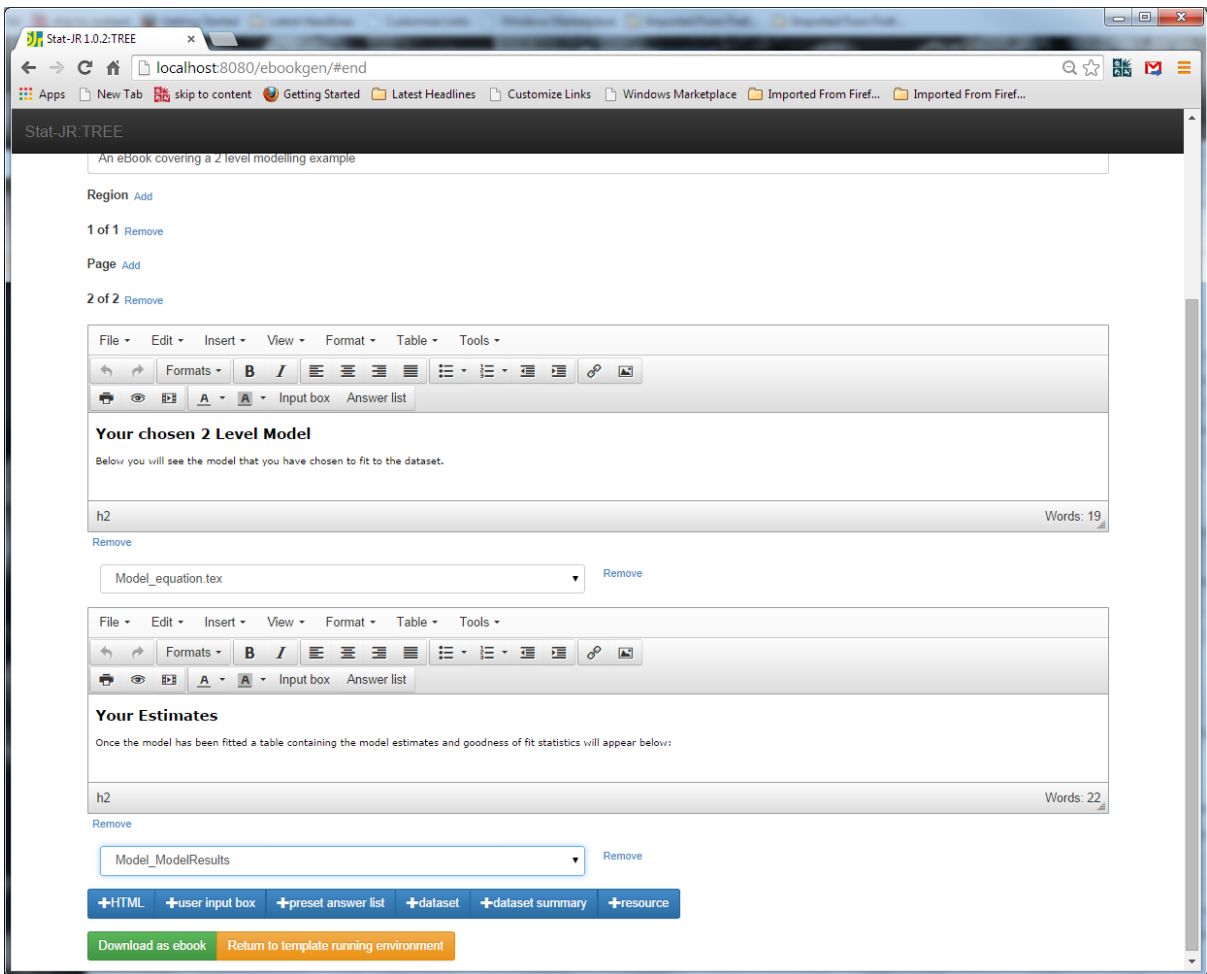 Stat-JR 1.0.2:TREE
localhost:8080/ebookgen/#end
Apps New Tab skip to content Getting Started Latest Headlines Customize Links Windows Marketplace Imported From Firef... Imported From Firef...
Stat-JR:TREE
An eBook covering a 2 level modelling example
Region Add
1 of 1 Remove
Page Add
2 of 2 Remove
File Edit Insert View Format Table Tools
Formats B I
A A Input box Answer list
Your chosen 2 Level Model
Below you will see the model that you have chosen to fit to the dataset.
h2 Words: 19
Remove
Model_equation.tex Remove
File Edit Insert View Format Table Tools
Formats B I
A A Input box Answer list
Your Estimates
Once the model has been fitted a table containing the model estimates and goodness of fit statistics will appear below:
h2 Words: 22
Remove
Model_ModelResults Remove
+HTML +user input box +preset answer list +dataset +dataset summary +resource
Download as ebook Return to template running environment